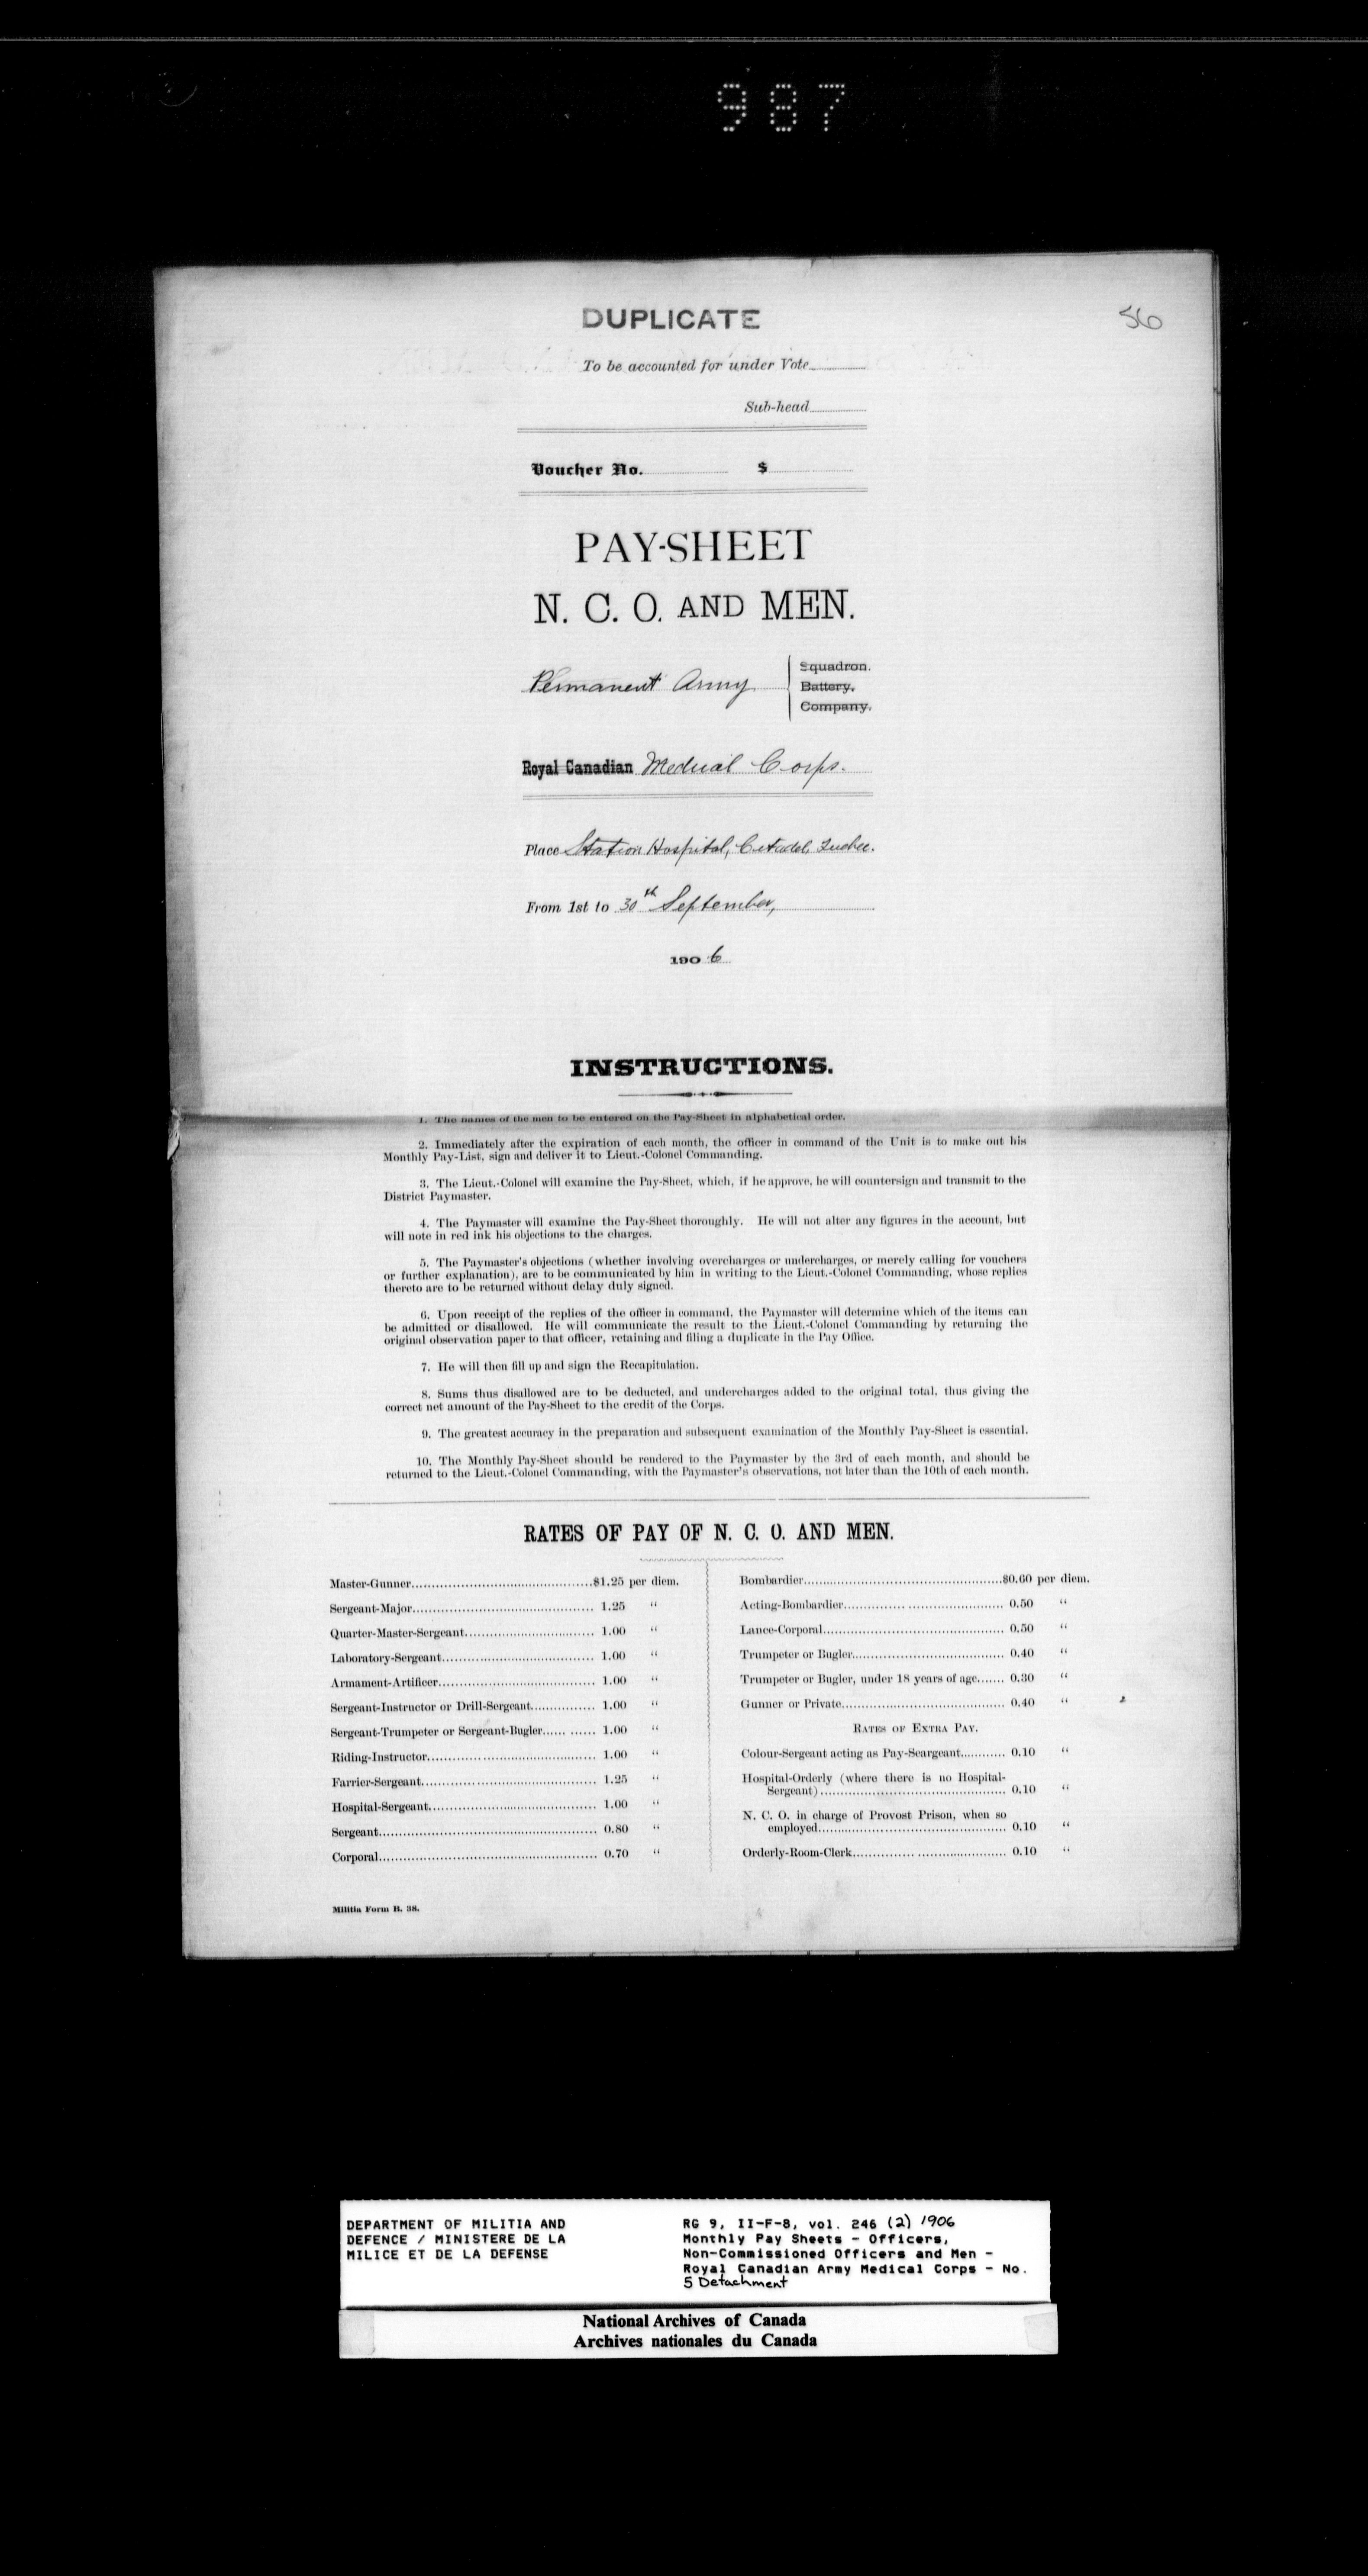 987
DUPLICATE
56
To be accounted for under Vote
Sub-head
Voucher No. $
PAY-SHEET
N. C. O. AND MEN.
Permanent Army
Squadron.
Battery.
Company.
Royal Canadian Medical Corps.
Place Station Hospital, Citadel, Quebec.
From 1st to 30th September,
1906
INSTRUCTIONS.
1. The names of the men to be entered on the Pay-Sheet in alphabetical order.
2. Immediately after the expiration of each month, the officer in command of the Unit is to make out his
Monthly Pay-List, sign and deliver it to Lieut.-Colonel Commanding.
3. The Lieut.-Colonel will examine the Pay-Sheet, which, if he approve, he will countersign and transmit to the
District Paymaster.
4. The Paymaster will examine the Pay-Sheet thoroughly. He will not alter any figures in the account, but
will note in red ink his objections to the charges.
5. The Paymaster's objections (whether involving overcharges or undercharges, or merely calling for vouchers
or further explanation), are to be communicated by him in writing to the Lieut.-Colonel Commanding, whose replies
thereto are to be returned without delay duly signed.
6. Upon receipt of the replies of the officer in command, the Paymaster will determine which of the items can
be admitted or disallowed. He will communicate the result to the Lieut.-Colonel Commanding by returning the
original observation paper to that officer, retaining and filing a duplicate in the Pay Office.
7. He will then fill up and sign the Recapitulation.
8. Sums thus disallowed are to be deducted, and undercharges added to the original total, thus giving the
correct net amount of the Pay-Sheet to the credit of the Corps.
9. The greatest accuracy in the preparation and subsequent examination of the Monthly Pay-Sheet is essential.
10. The Monthly Pay-Sheet should be rendered to the Paymaster by the 3rd of each month, and should be
returned to the Lieut.-Colonel Commanding, with the Paymaster's observations, not later than the 10th of each month.
RATES OF PAY OF N. C. O. AND MEN.
Master-Gunner $1.25 per diem.
Sergeant-Major 1.25 "
Quarter-Master-Sergeant 1.00 "
Laboratory-Sergeant 1.00 "
Armament-Artificer 1.00 "
Sergeant-Instructor or Drill-Sergeant 1.00 "
Sergeant-Trumpeter or Sergeant-Bugler 1.00 "
Riding-Instructor 1.00 "
Farrier-Sergeant 1.25 "
Hospital-Sergeant 1.00 "
Sergeant 0.80 "
Corporal 0.70 "
Bombardier $0.60 per diem.
Acting-Bombardier 0.50 "
Lance-Corporal 0.50 "
Trumpeter or Bugler 0.40 "
Trumpeter or Bugler, under 18 years of age 0.30 "
Gunner or Private 0.40 "
RATES OF EXTRA PAY.
Colour-Sergeant acting as Pay-Seargeant 0.10 "
Hospital-Orderly (where there is no Hospital-
Sergeant) 0.10 "
N. C. O. in charge of Provost Prison, when so
employed 0.10 "
Orderly-Room-Clerk 0.10 "
Militia Form B. 38.
DEPARTMENT OF MILITIA AND
DEFENCE / MINISTERE DE LA
MILICE ET DE LA DEFENSE
RG 9, II-F-8, vol. 246 (2) 1906
Monthly Pay Sheets - Officers,
Non-Commissioned Officers and Men -
Royal Canadian Army Medical Corps - No.
5 Detachment
National Archives of Canada
Archives nationales du Canada